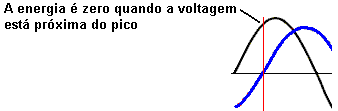 A energia é zero quando a voltagem
está próxima do pico